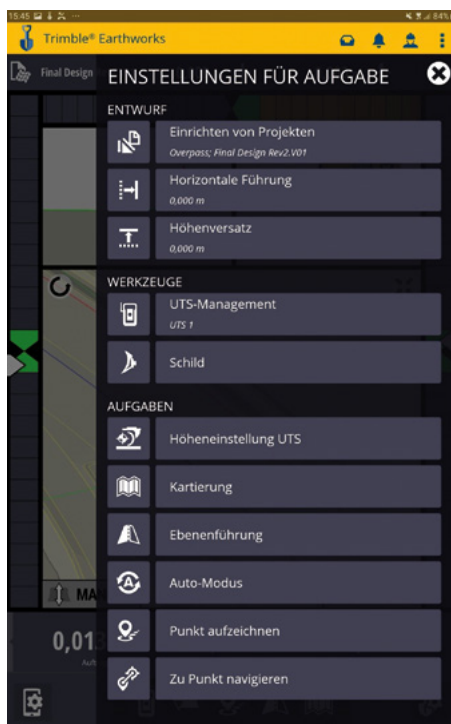 15:45
84%
Trimble® Earthworks
Final Design
EINSTELLUNGEN FÜR AUFGABE
ENTWURF
Einrichten von Projekten
Overpass; Final Design Rev2.V01
Horizontale Führung
0,000 m
Höhenversatz
0,000 m
WERKZEUGE
UTS-Management
UTS 1
Schild
AUFGABEN
Höheneinstellung UTS
Kartierung
Ebenenführung
Auto-Modus
MA
Punkt aufzeichnen
0,01
Auf
Zu Punkt navigieren